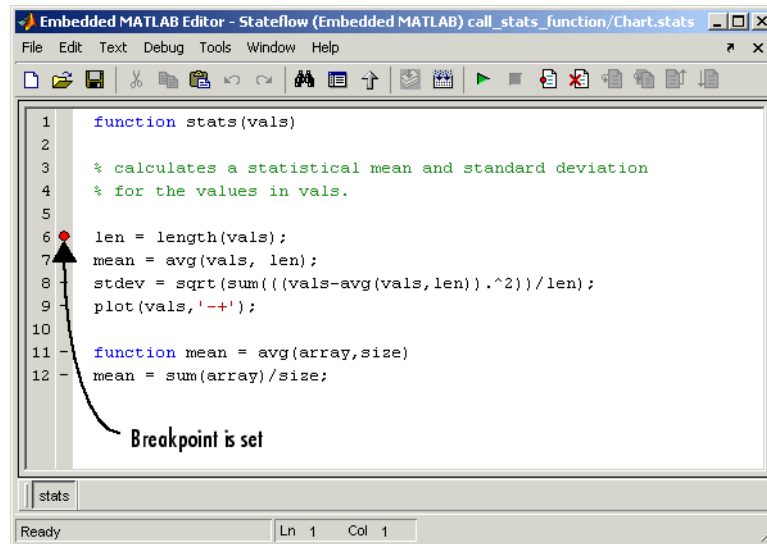 Embedded MATLAB Editor - Stateflow (Embedded MATLAB) call_stats_function/Chart.stats
File Edit Text Debug Tools Window Help
1 function stats(vals)
2
3 % calculates a statistical mean and standard deviation
4 % for the values in vals.
5
6 len = length(vals);
7 mean = avg(vals, len);
8 - stdev = sqrt(sum(((vals-avg(vals,len)).^2))/len);
9 - plot(vals,'-+');
10
11 - function mean = avg(array,size)
12 - mean = sum(array)/size;
Breakpoint is set
stats
Ready Ln 1 Col 1